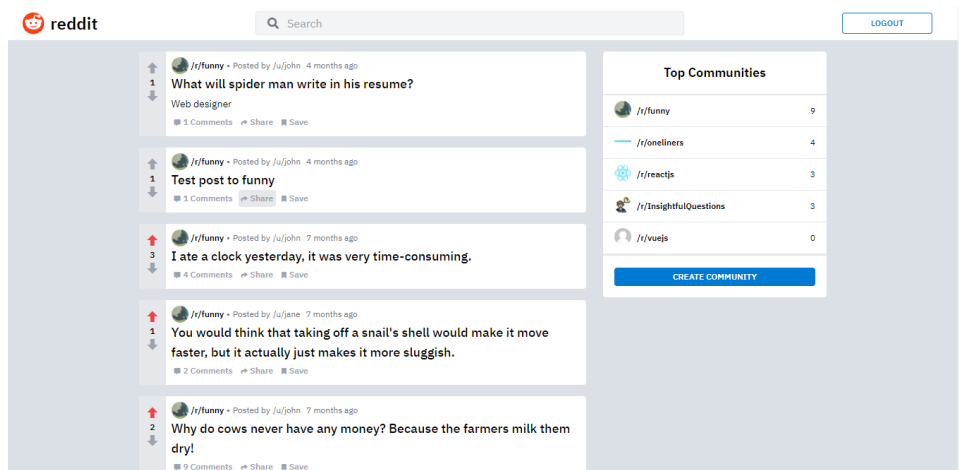 reddit
Search
LOGOUT
/r/funny • Posted by /u/john 4 months ago
1
What will spider man write in his resume?
Web designer
1 Comments Share Save
/r/funny • Posted by /u/john 4 months ago
1
Test post to funny
1 Comments Share Save
/r/funny • Posted by /u/john 7 months ago
3
I ate a clock yesterday, it was very time-consuming.
4 Comments Share Save
/r/funny • Posted by /u/jane 7 months ago
1
You would think that taking off a snail's shell would make it move
faster, but it actually just makes it more sluggish.
2 Comments Share Save
/r/funny • Posted by /u/john 7 months ago
2
Why do cows never have any money? Because the farmers milk them
dry!
9 Comments Share Save
Top Communities
/r/funny 9
/r/oneliners 4
/r/reactjs 3
/r/InsightfulQuestions 3
/r/vuejs 0
CREATE COMMUNITY